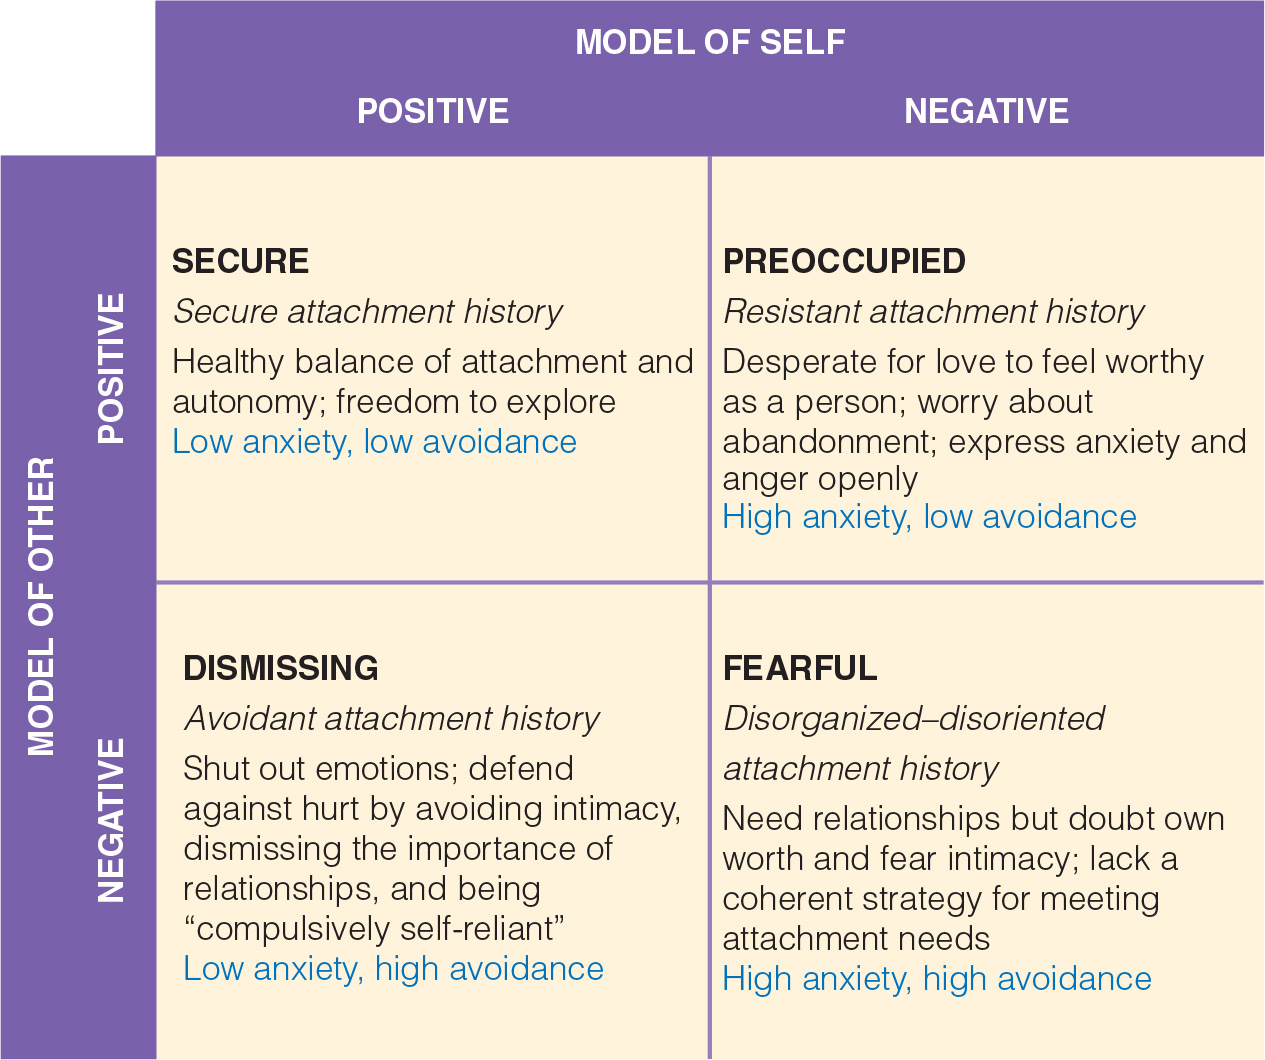 MODEL OF SELF
POSITIVE
NEGATIVE
MODEL OF OTHER
POSITIVE
SECURE
Secure attachment history
Healthy balance of attachment and
autonomy; freedom to explore
Low anxiety, low avoidance
PREOCCUPIED
Resistant attachment history
Desperate for love to feel worthy
as a person; worry about
abandonment; express anxiety and
anger openly
High anxiety, low avoidance
NEGATIVE
DISMISSING
Avoidant attachment history
Shut out emotions; defend
against hurt by avoiding intimacy,
dismissing the importance of
relationships, and being
“compulsively self-reliant”
Low anxiety, high avoidance
FEARFUL
Disorganized–disoriented
attachment history
Need relationships but doubt own
worth and fear intimacy; lack a
coherent strategy for meeting
attachment needs
High anxiety, high avoidance